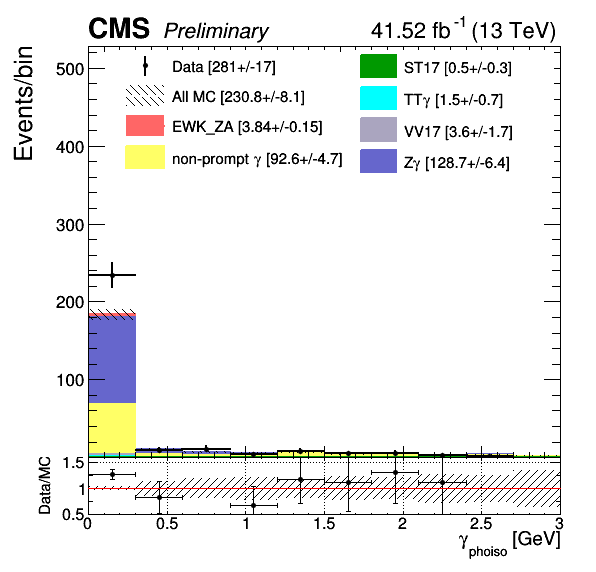 CMS Preliminary 41.52 fb⁻¹ (13 TeV)
Events/bin
500
400
300
200
100
Data [281+/-17]
All MC [230.8+/-8.1]
EWK_ZA [3.84+/-0.15]
non-prompt γ [92.6+/-4.7]
ST17 [0.5+/-0.3]
TTγ [1.5+/-0.7]
VV17 [3.6+/-1.7]
Zγ [128.7+/-6.4]
Data/MC
1.5
1
0.5
0 0.5 1 1.5 2 2.5 3
γ_phoiso [GeV]